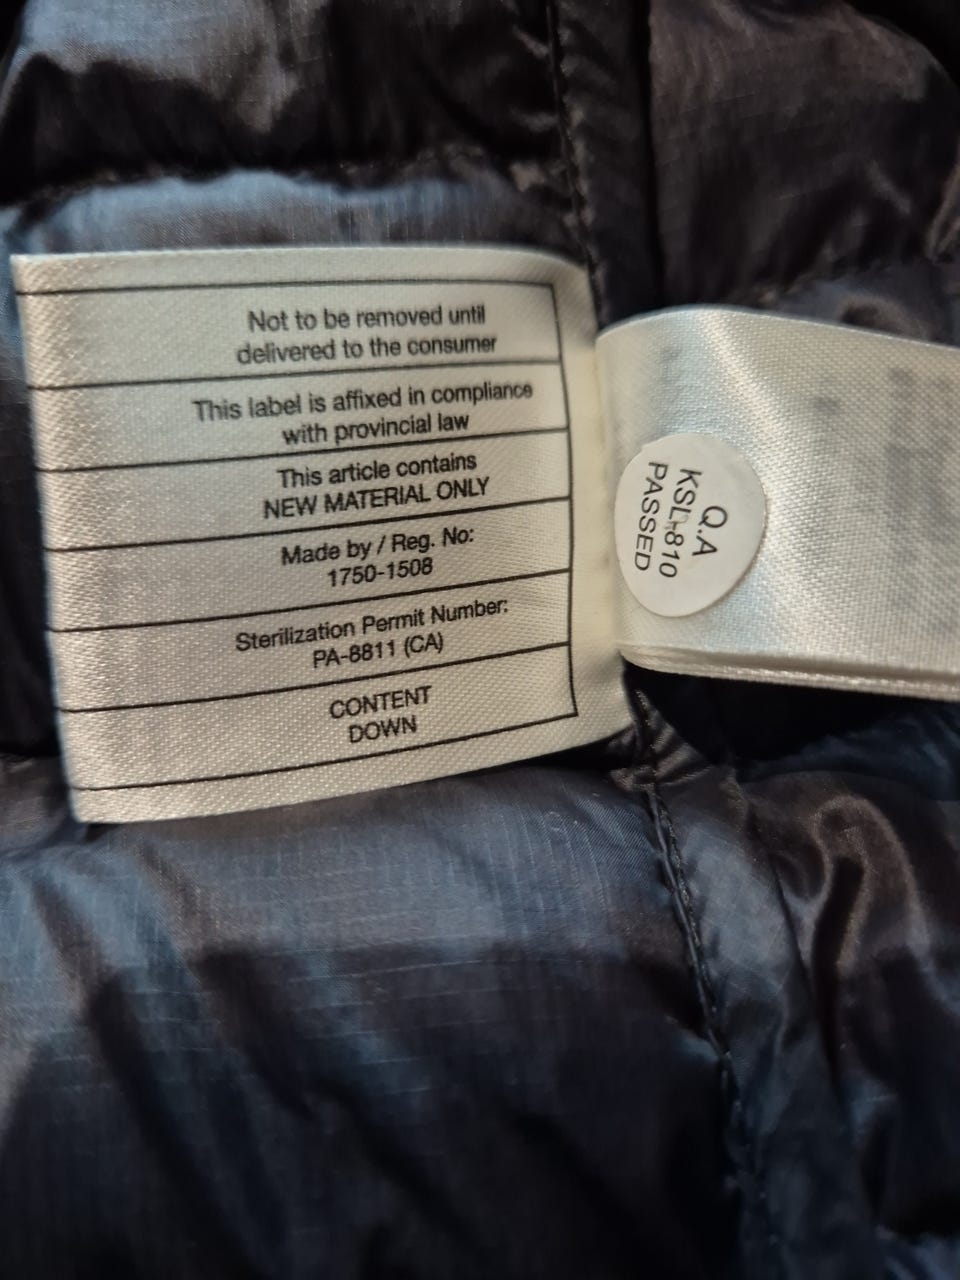 Not to be removed until
delivered to the consumer
This label is affixed in compliance
with provincial law
This article contains
NEW MATERIAL ONLY
Made by / Reg. No:
1750-1508
Sterilization Permit Number:
PA-8811 (CA)
CONTENT
DOWN
Q.A
KSL-810
PASSED